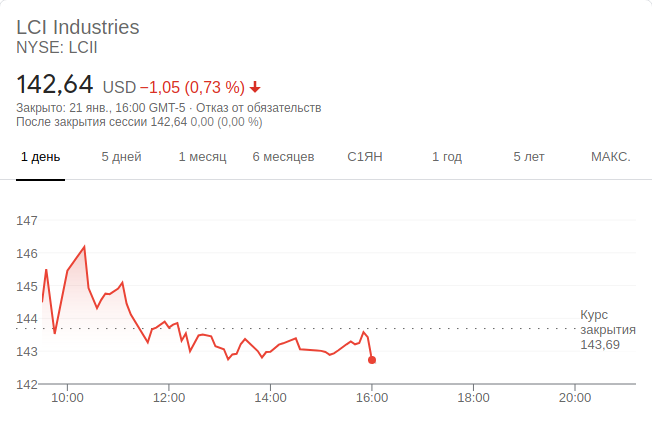 LCI Industries
NYSE: LCII
142,64 USD −1,05 (0,73 %)
Закрыто: 21 янв., 16:00 GMT-5 · Отказ от обязательств
После закрытия сессии 142,64 0,00 (0,00 %)
1 день 5 дней 1 месяц 6 месяцев С1ЯН 1 год 5 лет МАКС.
147
146
145
144
Курс
закрытия
143,69
143
142
10:00 12:00 14:00 16:00 18:00 20:00